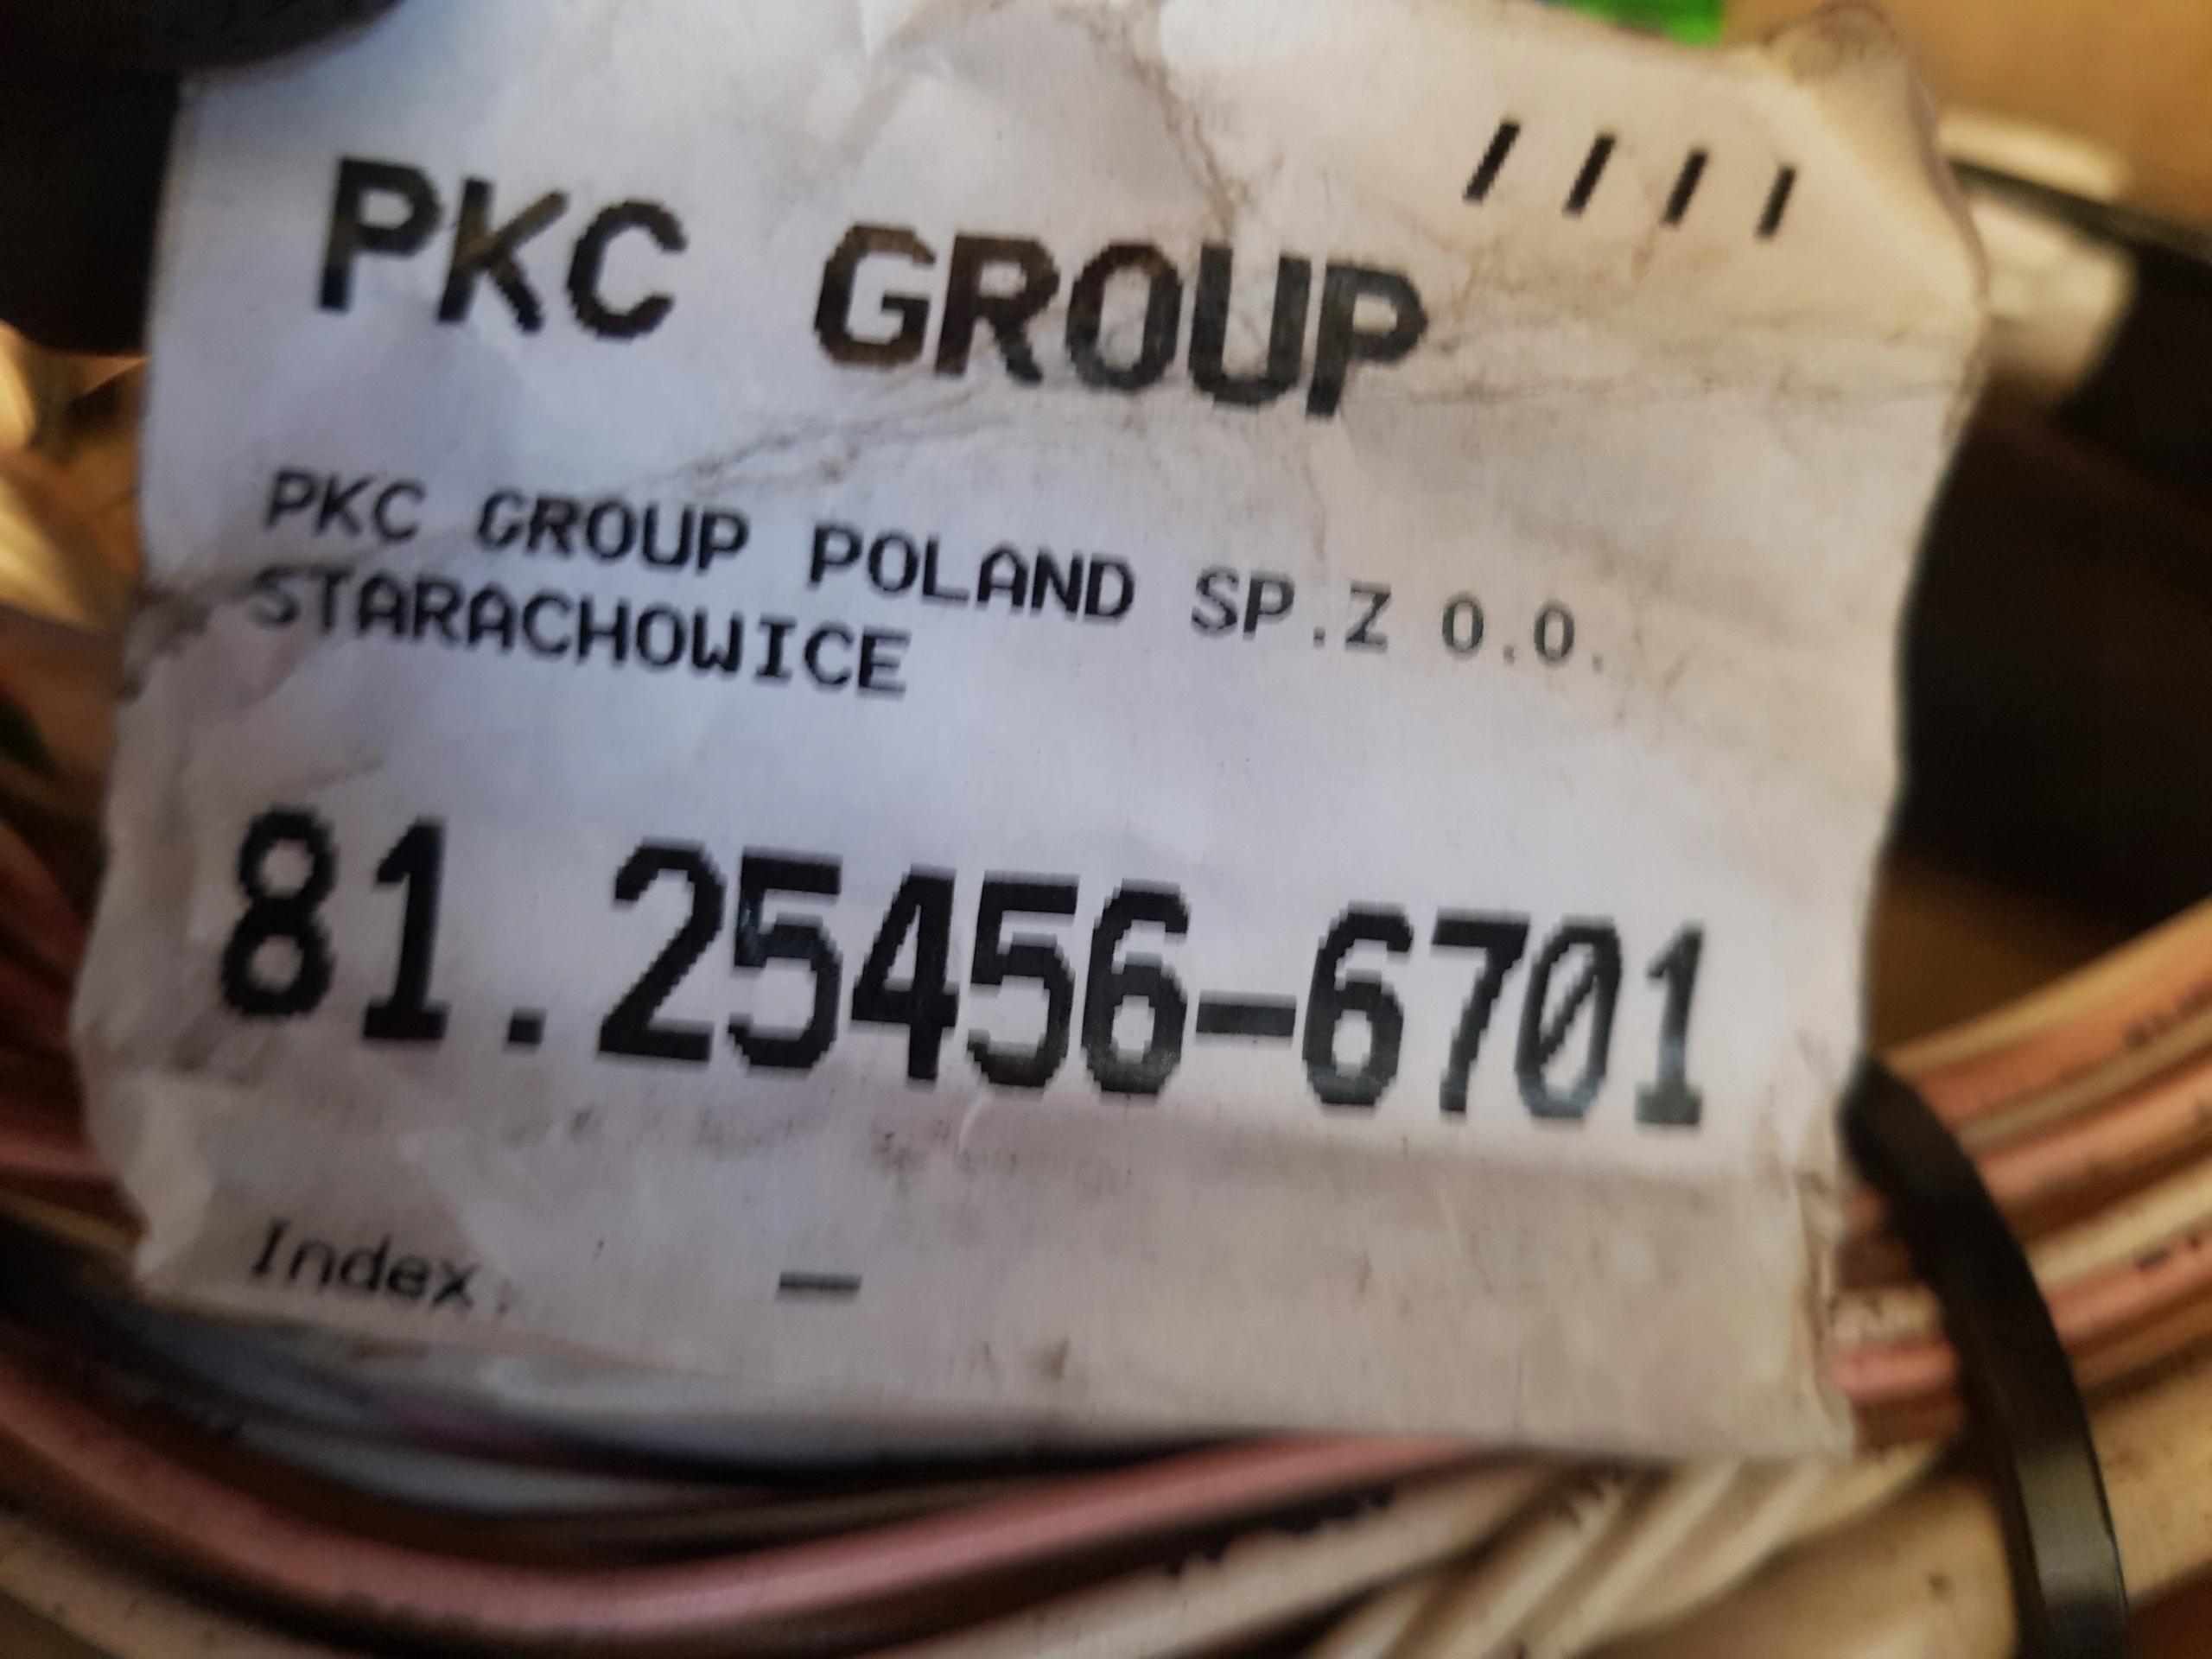 ////
PKC GROUP
PKC GROUP POLAND SP.Z O.O.
STARACHOWICE
81.25456-6701
Index: -